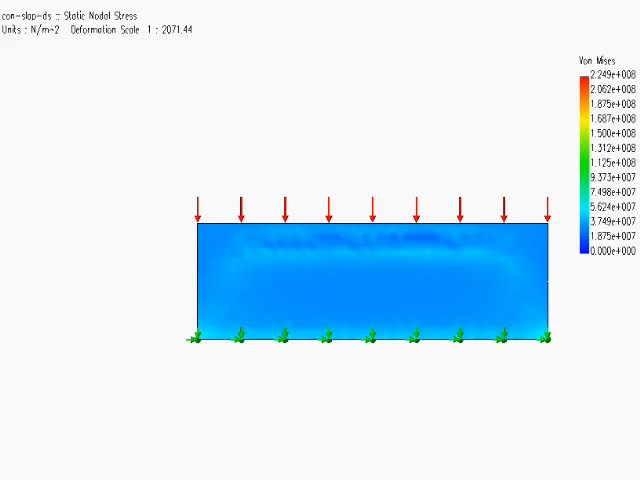 con-slap-ds :: Static Nodal Stress
Units : N/m^2 Deformation Scale 1 : 2071.44
Von Mises
2.249e+008
2.062e+008
1.875e+008
1.687e+008
1.500e+008
1.312e+008
1.125e+008
9.373e+007
7.498e+007
5.624e+007
3.749e+007
1.875e+007
0.000e+000